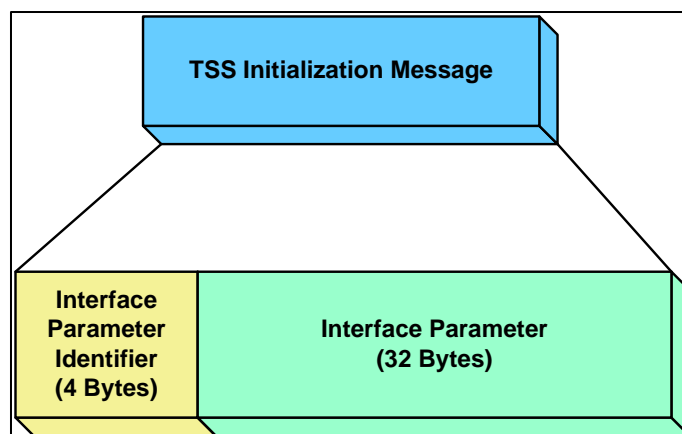 TSS Initialization Message
Interface
Parameter
Identifier
(4 Bytes)
Interface Parameter
(32 Bytes)